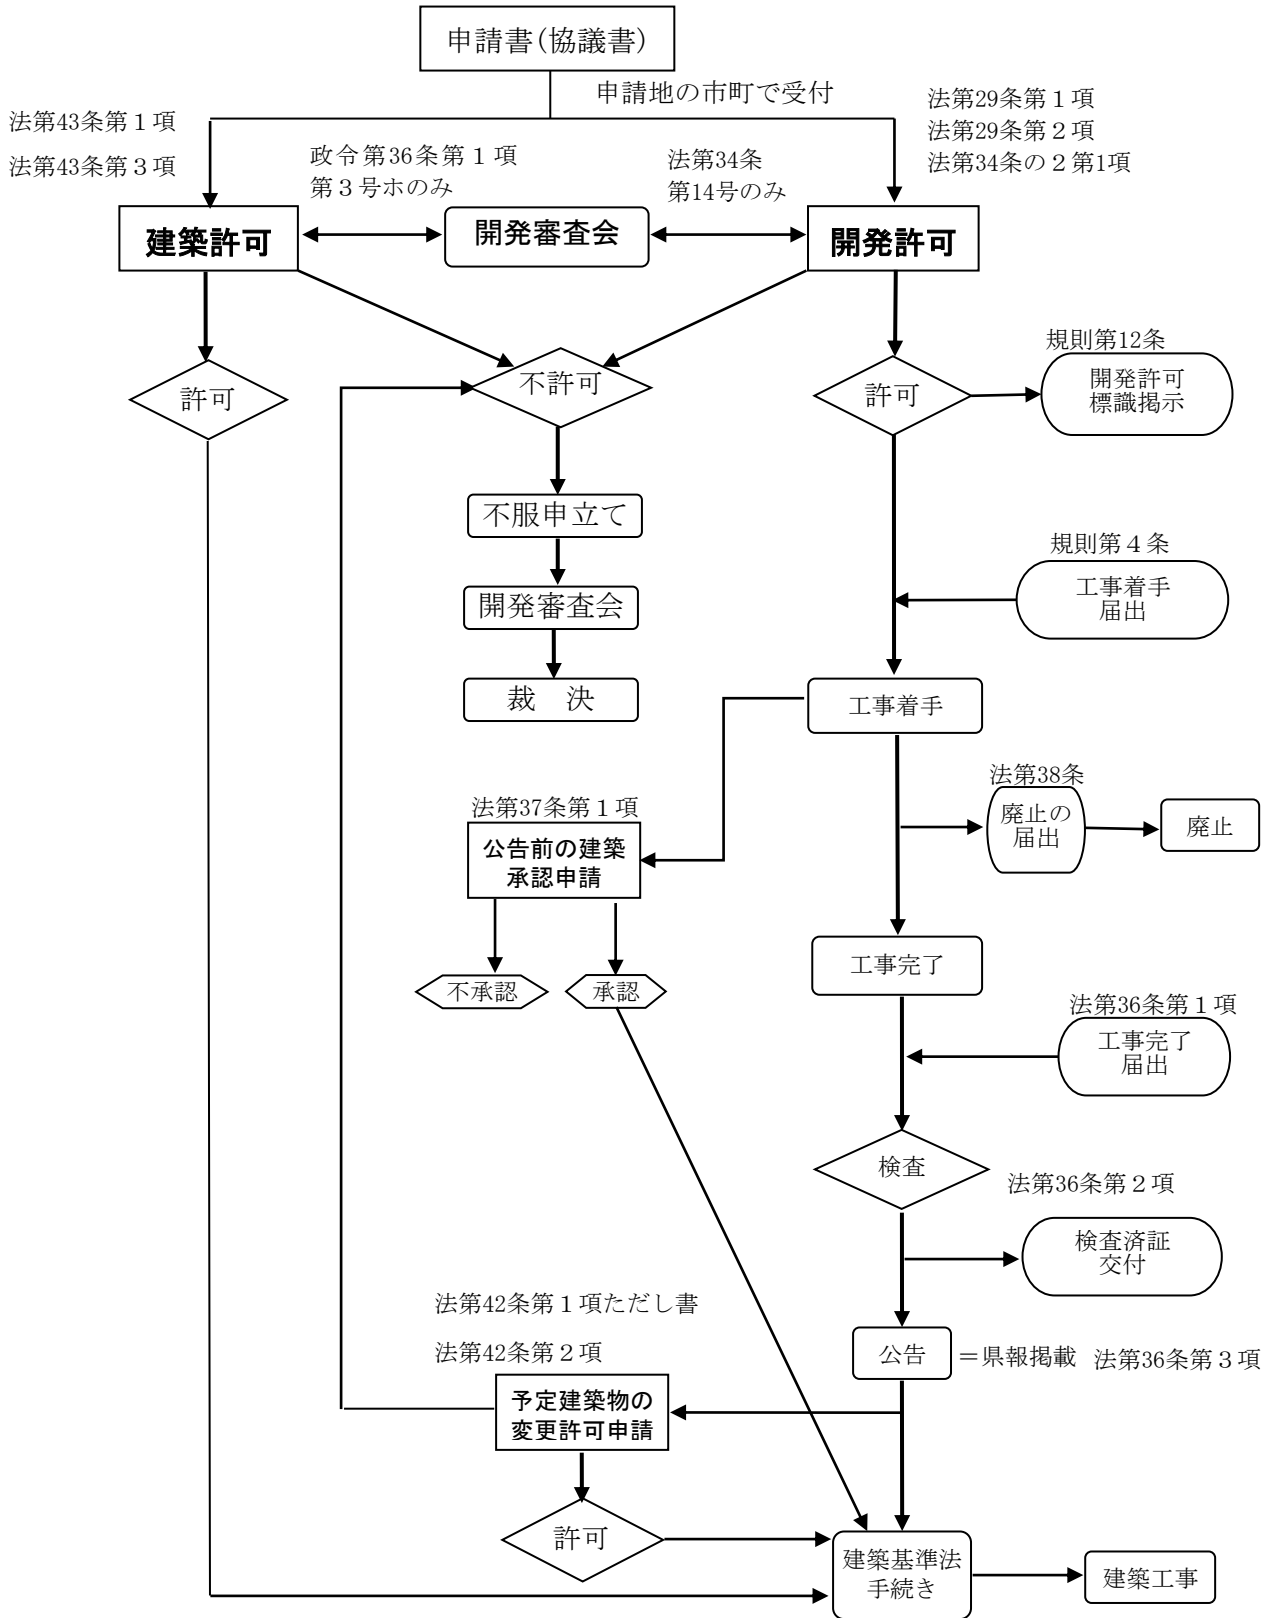 申請書(協議書)
申請地の市町で受付
法第43条第１項
法第43条第３項
政令第36条第１項
第３号ホのみ
法第34条
第14号のみ
法第29条第１項
法第29条第２項
法第34条の２第1項
建築許可
開発審査会
開発許可
許可
不許可
許可
規則第12条
開発許可
標識掲示
不服申立て
開発審査会
裁　決
規則第４条
工事着手
届出
工事着手
法第38条
廃止の
届出
廃止
法第37条第１項
公告前の建築
承認申請
不承認
承認
工事完了
法第36条第１項
工事完了
届出
検査
法第36条第２項
検査済証
交付
公告
＝県報掲載
法第36条第３項
法第42条第１項ただし書
法第42条第２項
予定建築物の
変更許可申請
許可
建築基準法
手続き
建築工事